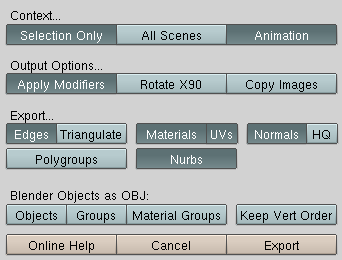 Context...
Selection Only All Scenes Animation
Output Options...
Apply Modifiers Rotate X90 Copy Images
Export...
Edges Triangulate Materials UVs Normals HQ
Polygroups Nurbs
Blender Objects as OBJ:
Objects Groups Material Groups Keep Vert Order
Online Help Cancel Export